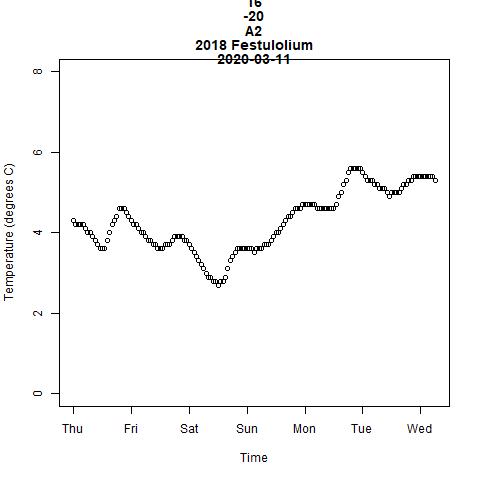 16
-20
A2
2018 Festulolium
2020-03-11
Temperature (degrees C)
8
6
4
2
0
Thu Fri Sat Sun Mon Tue Wed
Time